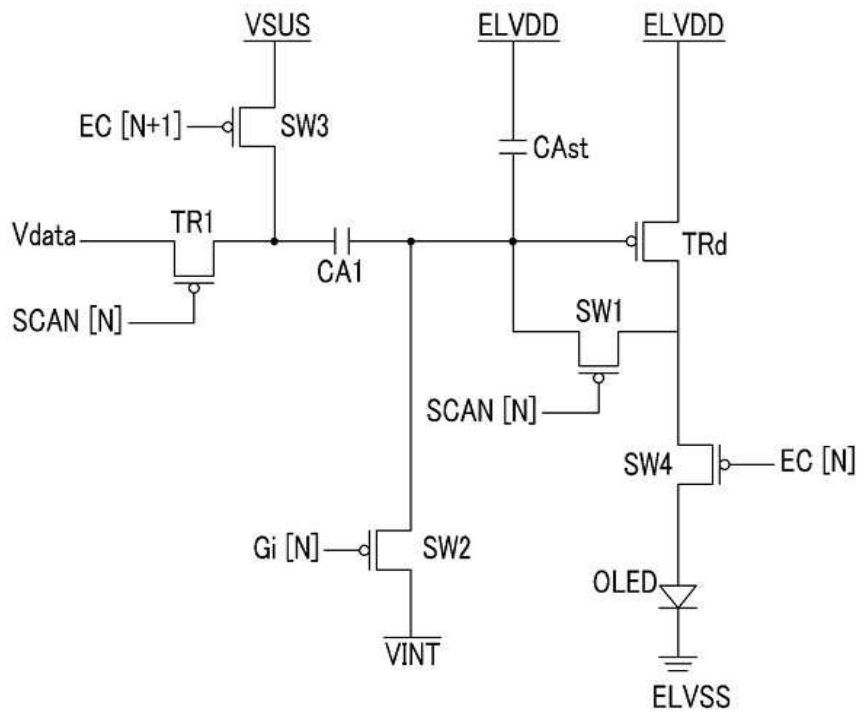 VSUS
ELVDD
ELVDD
EC [N+1]
SW3
CAst
TR1
Vdata
CA1
TRd
SW1
SCAN [N]
SCAN [N]
SW4
EC [N]
Gi [N]
SW2
OLED
VINT
ELVSS